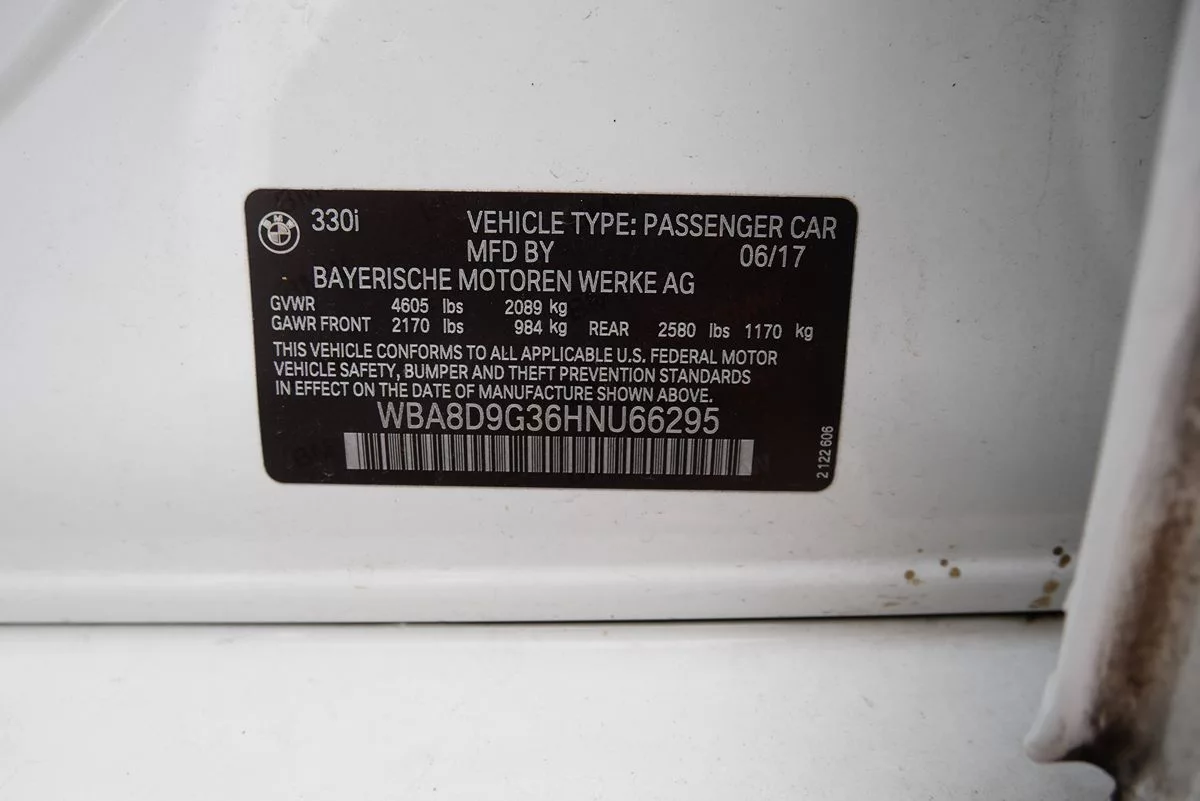 330i VEHICLE TYPE: PASSENGER CAR
MFD BY 06/17
BAYERISCHE MOTOREN WERKE AG
GVWR 4605 lbs 2089 kg
GAWR FRONT 2170 lbs 984 kg REAR 2580 lbs 1170 kg
THIS VEHICLE CONFORMS TO ALL APPLICABLE U.S. FEDERAL MOTOR
VEHICLE SAFETY, BUMPER AND THEFT PREVENTION STANDARDS
IN EFFECT ON THE DATE OF MANUFACTURE SHOWN ABOVE.
WBA8D9G36HNU66295
2 122 606